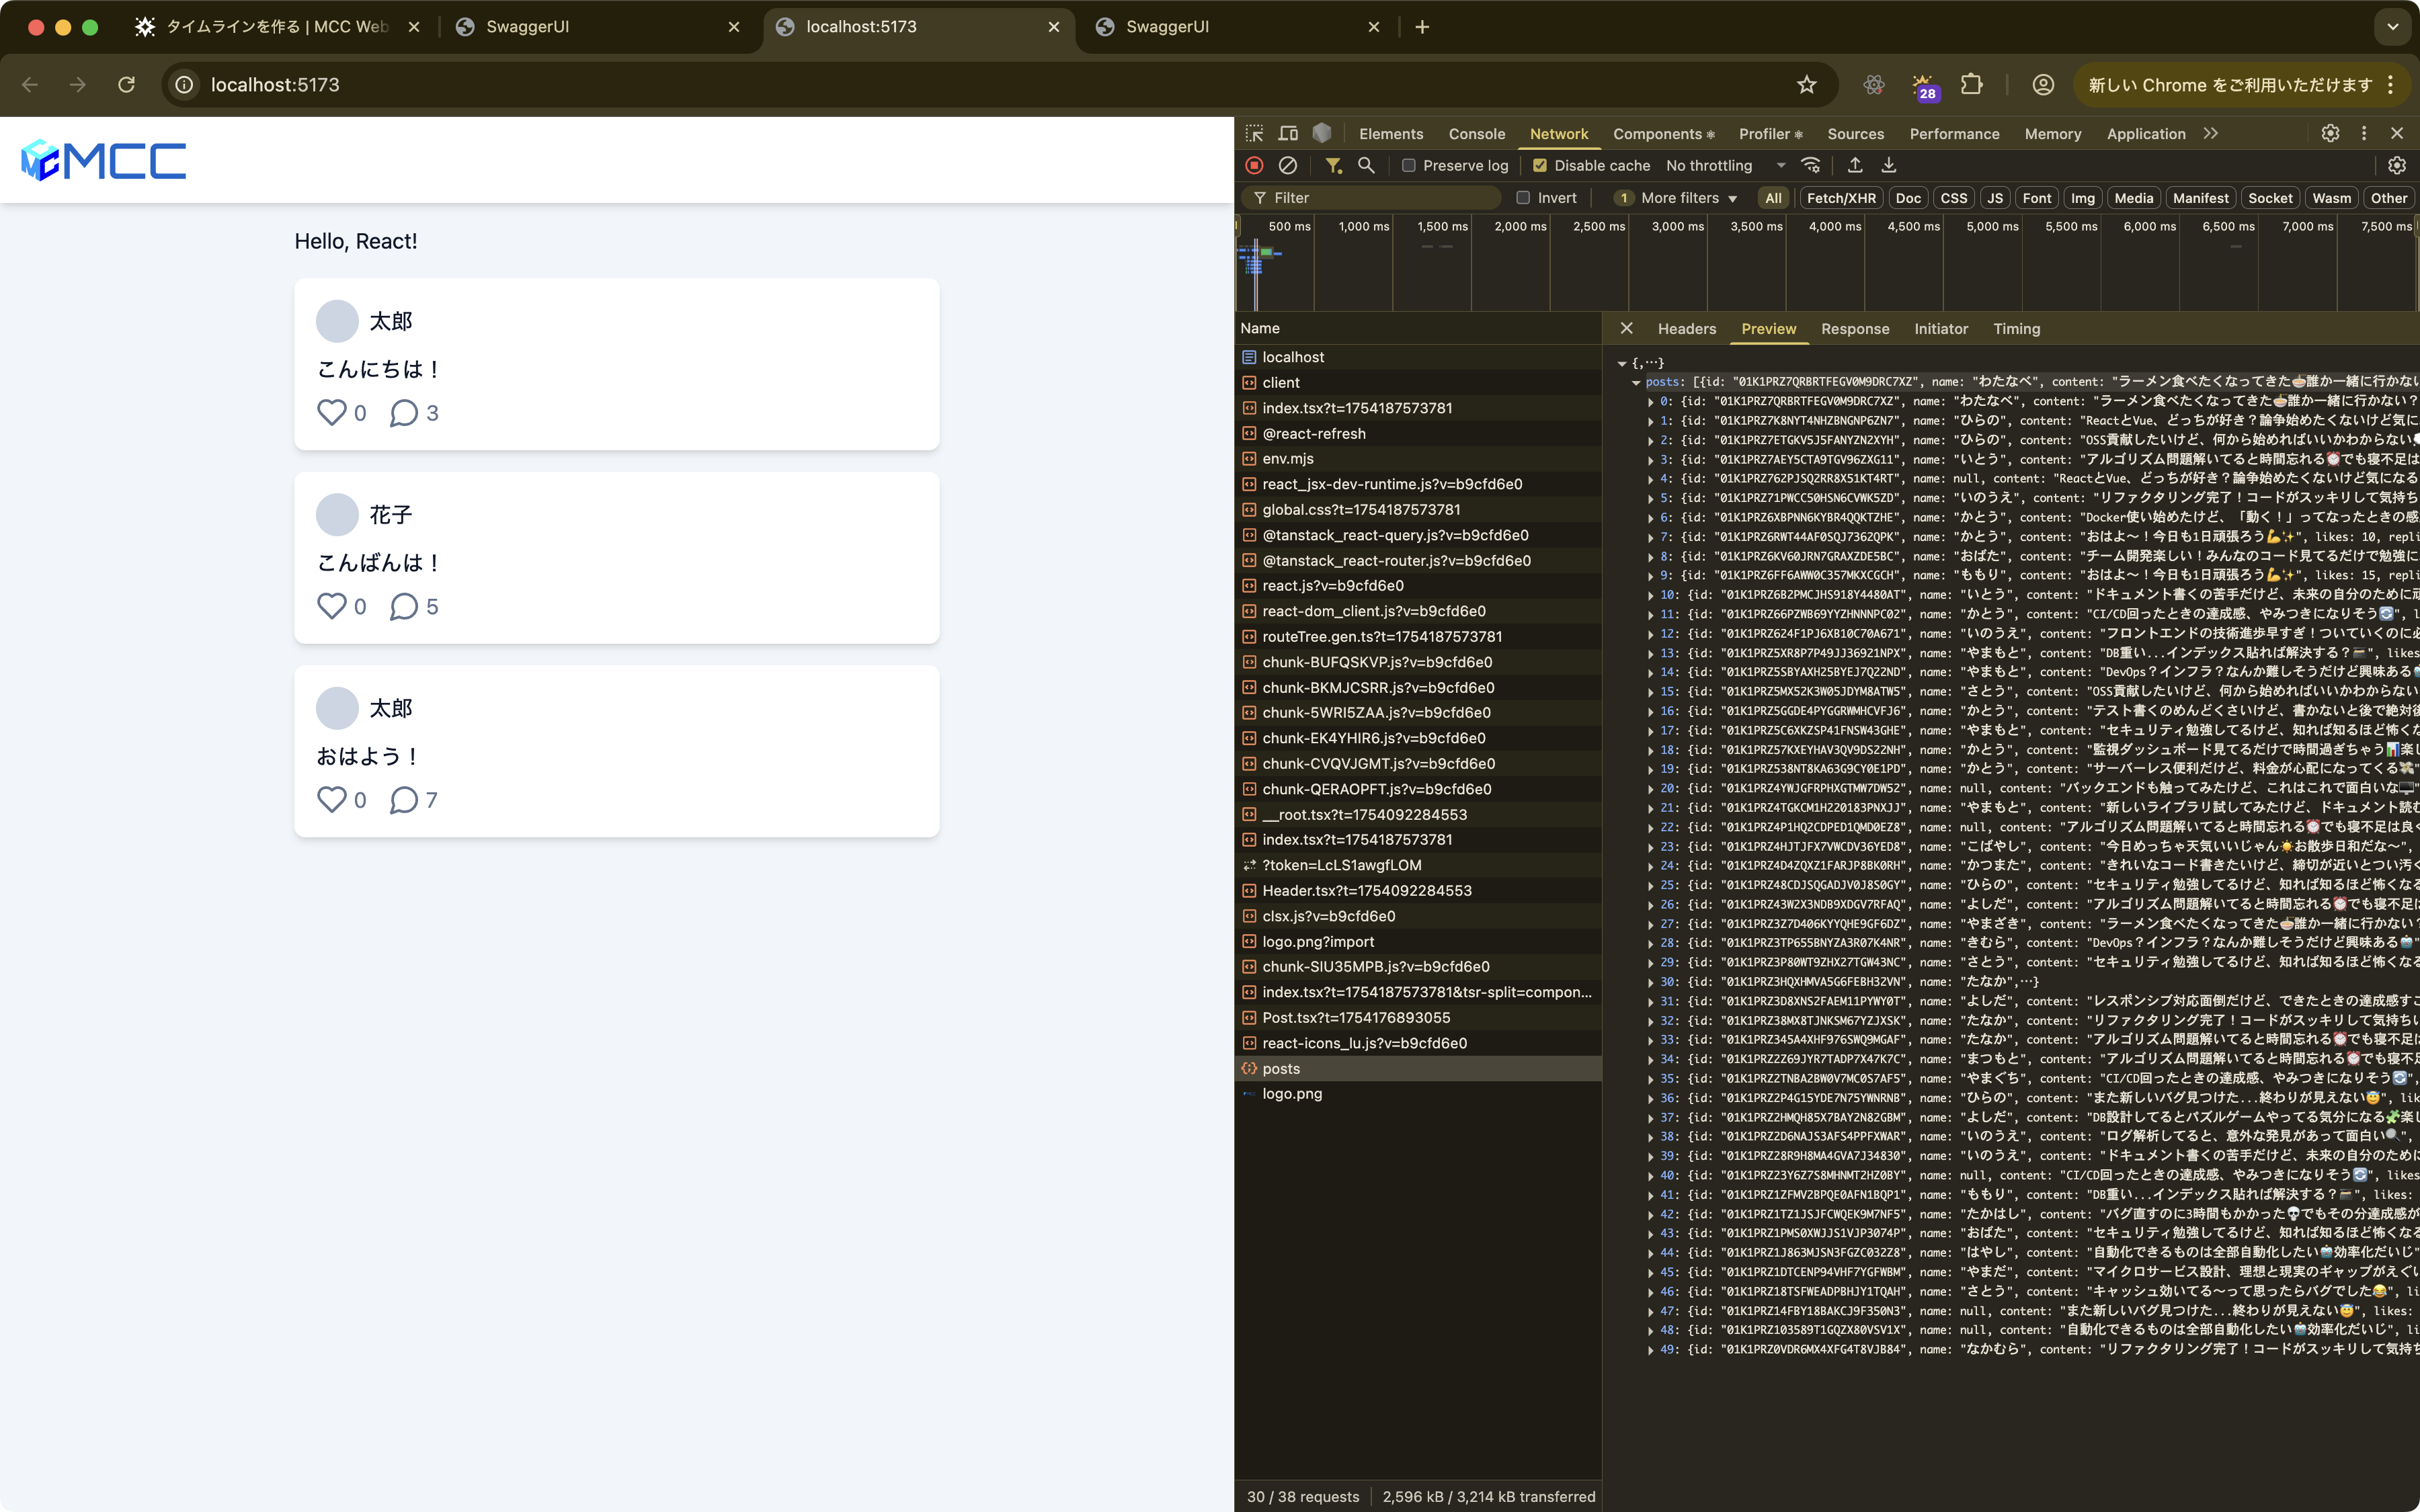 タイムラインを作る | MCC Web
SwaggerUI
localhost:5173
SwaggerUI
localhost:5173
28
新しい Chrome をご利用いただけます
MCC
Hello, React!
太郎
こんにちは！
0 3
花子
こんばんは！
0 5
太郎
おはよう！
0 7
Elements Console Network Components Profiler Sources Performance Memory Application
Preserve log Disable cache No throttling
Filter Invert 1 More filters All Fetch/XHR Doc CSS JS Font Img Media Manifest Socket Wasm Other
500 ms 1,000 ms 1,500 ms 2,000 ms 2,500 ms 3,000 ms 3,500 ms 4,000 ms 4,500 ms 5,000 ms 5,500 ms 6,000 ms 6,500 ms 7,000 ms 7,500 ms
Name
localhost
client
index.tsx?t=1754187573781
@react-refresh
env.mjs
react_jsx-dev-runtime.js?v=b9cfd6e0
global.css?t=1754187573781
@tanstack_react-query.js?v=b9cfd6e0
@tanstack_react-router.js?v=b9cfd6e0
react.js?v=b9cfd6e0
react-dom_client.js?v=b9cfd6e0
routeTree.gen.ts?t=1754187573781
chunk-BUFQSKVP.js?v=b9cfd6e0
chunk-BKMJCSRR.js?v=b9cfd6e0
chunk-5WRI5ZAA.js?v=b9cfd6e0
chunk-EK4YHIR6.js?v=b9cfd6e0
chunk-CVQVJGMT.js?v=b9cfd6e0
chunk-QERAOPFT.js?v=b9cfd6e0
__root.tsx?t=1754092284553
index.tsx?t=1754187573781
?token=LcLS1awgfLOM
Header.tsx?t=1754092284553
clsx.js?v=b9cfd6e0
logo.png?import
chunk-SIU35MPB.js?v=b9cfd6e0
index.tsx?t=1754187573781&tsr-split=compon...
Post.tsx?t=1754176893055
react-icons_lu.js?v=b9cfd6e0
posts
logo.png
30 / 38 requests 2,596 kB / 3,214 kB transferred
Headers Preview Response Initiator Timing
{,…}
posts: [{id: "01K1PRZ7QRBRTFEGV0M9DRC7XZ", name: "わたなべ", content: "ラーメン食べたくなってきた🍜誰か一緒に行かない
0: {id: "01K1PRZ7QRBRTFEGV0M9DRC7XZ", name: "わたなべ", content: "ラーメン食べたくなってきた🍜誰か一緒に行かない？
1: {id: "01K1PRZ7K8NYT4NHZBNGNP6ZN7", name: "ひらの", content: "ReactとVue、どっちが好き？論争始めたくないけど気に
2: {id: "01K1PRZ7ETGKV5J5FANYZN2XYH", name: "ひらの", content: "OSS貢献したいけど、何から始めればいいかわからない
3: {id: "01K1PRZ7AEY5CTA9TGV96ZXG11", name: "いとう", content: "アルゴリズム問題解いてると時間忘れる⏰でも寝不足は
4: {id: "01K1PRZ762PJSQ2RR8X51KT4RT", name: null, content: "ReactとVue、どっちが好き？論争始めたくないけど気になる
5: {id: "01K1PRZ71PWCC50HSN6CVWK5ZD", name: "いのうえ", content: "リファクタリング完了！コードがスッキリして気持ち
6: {id: "01K1PRZ6XBPNN6KYBR4QQKTZHE", name: "かとう", content: "Docker使い始めたけど、「動く！」ってなったときの感
7: {id: "01K1PRZ6RWT44AF0SQJ7362QPK", name: "かとう", content: "おはよ〜！今日も1日頑張ろう💪✨", likes: 10, repli
8: {id: "01K1PRZ6KV60JRN7GRAXZDE5BC", name: "おばた", content: "チーム開発楽しい！みんなのコード見てるだけで勉強に
9: {id: "01K1PRZ6FF6AWW0C357MKXCGCH", name: "ももり", content: "おはよ〜！今日も1日頑張ろう💪✨", likes: 15, repli
10: {id: "01K1PRZ6B2PMCJHS918Y4480AT", name: "いとう", content: "ドキュメント書くの苦手だけど、未来の自分のために頑
11: {id: "01K1PRZ66PZWB69YYZHNNNPC02", name: "かとう", content: "CI/CD回ったときの達成感、やみつきになりそう🔄", l
12: {id: "01K1PRZ624F1PJ6XB10C70A671", name: "いのうえ", content: "フロントエンドの技術進歩早すぎ！ついていくのに必
13: {id: "01K1PRZ5XR8P7P49JJ36921NPX", name: "やまもと", content: "DB重い...インデックス貼れば解決する？🗃️", likes
14: {id: "01K1PRZ5SBYAXH25BYEJ7Q2ZND", name: "やまもと", content: "DevOps？インフラ？なんか難しそうだけど興味ある🤖
15: {id: "01K1PRZ5MX52K3W05JDYM8ATW5", name: "さとう", content: "OSS貢献したいけど、何から始めればいいかわからない
16: {id: "01K1PRZ5GGDE4PYGGRWMHCVFJ6", name: "かとう", content: "テスト書くのめんどくさいけど、書かないと後で絶対後
17: {id: "01K1PRZ5C6XKZSP41FNSW43GHE", name: "やまもと", content: "セキュリティ勉強してるけど、知れば知るほど怖くな
18: {id: "01K1PRZ57KXEYHAV3QV9DS22NH", name: "かとう", content: "監視ダッシュボード見てるだけで時間過ぎちゃう📊楽し
19: {id: "01K1PRZ538NT8KA63G9CY0E1PD", name: "かとう", content: "サーバーレス便利だけど、料金が心配になってくる💸"
20: {id: "01K1PRZ4YWJGFRPHXGTMW7DW52", name: null, content: "バックエンドも触ってみたけど、これはこれで面白いな🖥️"
21: {id: "01K1PRZ4TGKCM1HZ20183PNXJJ", name: "やまもと", content: "新しいライブラリ試してみたけど、ドキュメント読む
22: {id: "01K1PRZ4P1HQ2CDPED1QMD0EZ8", name: null, content: "アルゴリズム問題解いてると時間忘れる⏰でも寝不足は良く
23: {id: "01K1PRZ4HJTJFX7VWCDV36YED8", name: "こばやし", content: "今日めっちゃ天気いいじゃん☀️お散歩日和だな〜",
24: {id: "01K1PRZ4D4ZQXZ1FARJP8BK0RH", name: "かつまた", content: "きれいなコード書きたいけど、締切が近いとつい汚く
25: {id: "01K1PRZ48CDJSQGADJV0J8S0GY", name: "ひらの", content: "セキュリティ勉強してるけど、知れば知るほど怖くなる
26: {id: "01K1PRZ43W2X3NDB9XDGV7RFAQ", name: "よしだ", content: "アルゴリズム問題解いてると時間忘れる⏰でも寝不足は
27: {id: "01K1PRZ3Z7D406KYYQHE9GF6DZ", name: "やまざき", content: "ラーメン食べたくなってきた🍜誰か一緒に行かない？
28: {id: "01K1PRZ3TP655BNYZA3R07K4NR", name: "きむら", content: "DevOps？インフラ？なんか難しそうだけど興味ある🤖"
29: {id: "01K1PRZ3P80WT9ZHX27TGW43NC", name: "さとう", content: "セキュリティ勉強してるけど、知れば知るほど怖くなる
30: {id: "01K1PRZ3HQXHMVA5G6FEBH3ZVN", name: "たなか",…}
31: {id: "01K1PRZ3D8XNS2FAEM11PYWY0T", name: "よしだ", content: "レスポンシブ対応面倒だけど、できたときの達成感すご
32: {id: "01K1PRZ38MX8TJNKSM67YZJXSK", name: "たなか", content: "リファクタリング完了！コードがスッキリして気持ちい
33: {id: "01K1PRZ345A4XHF976SWQ9MGAF", name: "たなか", content: "アルゴリズム問題解いてると時間忘れる⏰でも寝不足は
34: {id: "01K1PRZ2Z69JYR7TADP7X47K7C", name: "まつもと", content: "アルゴリズム問題解いてると時間忘れる⏰でも寝不足
35: {id: "01K1PRZ2TNBA2BW0V7MC0S7AF5", name: "やまぐち", content: "CI/CD回ったときの達成感、やみつきになりそう🔄",
36: {id: "01K1PRZ2P4G15YDE7N75YWNRNB", name: "ひらの", content: "また新しいバグ見つけた...終わりが見えない😇", lik
37: {id: "01K1PRZ2HMQH85X7BAY2N8ZGBM", name: "よしだ", content: "DB設計してるとパズルゲームやってる気分になる🧩楽し
38: {id: "01K1PRZ2D6NAJS3AFS4PPFXWAR", name: "いのうえ", content: "ログ解析してると、意外な発見があって面白い🔍",
39: {id: "01K1PRZ28R9H8MA4GVA7J34830", name: "いのうえ", content: "ドキュメント書くの苦手だけど、未来の自分のために
40: {id: "01K1PRZ23Y6Z7S8MHNMT2HZ0BY", name: null, content: "CI/CD回ったときの達成感、やみつきになりそう🔄", likes
41: {id: "01K1PRZ1ZFMV2BPQE0AFN1BQP1", name: "ももり", content: "DB重い...インデックス貼れば解決する？🗃️", likes:
42: {id: "01K1PRZ1TZ1JSJFCWQEK9M7NF5", name: "たかはし", content: "バグ直すのに3時間もかかった💀でもその分達成感が
43: {id: "01K1PRZ1PMS0XWJJS1VJP3074P", name: "おばた", content: "セキュリティ勉強してるけど、知れば知るほど怖くなる
44: {id: "01K1PRZ1J863MJSN3FGZC032Z8", name: "はやし", content: "自動化できるものは全部自動化したい🤖効率化だいじ"
45: {id: "01K1PRZ1DTCENP94VHF7YGFWBM", name: "やまだ", content: "マイクロサービス設計、理想と現実のギャップがえぐい
46: {id: "01K1PRZ18TSFWEADPBHJY1TQAH", name: "さとう", content: "キャッシュ効いてる〜って思ったらバグでした😂", li
47: {id: "01K1PRZ14FBY18BAKCJ9F350N3", name: null, content: "また新しいバグ見つけた...終わりが見えない😇", likes:
48: {id: "01K1PRZ103589T1GQZX80VSV1X", name: null, content: "自動化できるものは全部自動化したい🤖効率化だいじ", li
49: {id: "01K1PRZ0VDR6MX4XFG4T8VJB84", name: "なかむら", content: "リファクタリング完了！コードがスッキリして気持ち